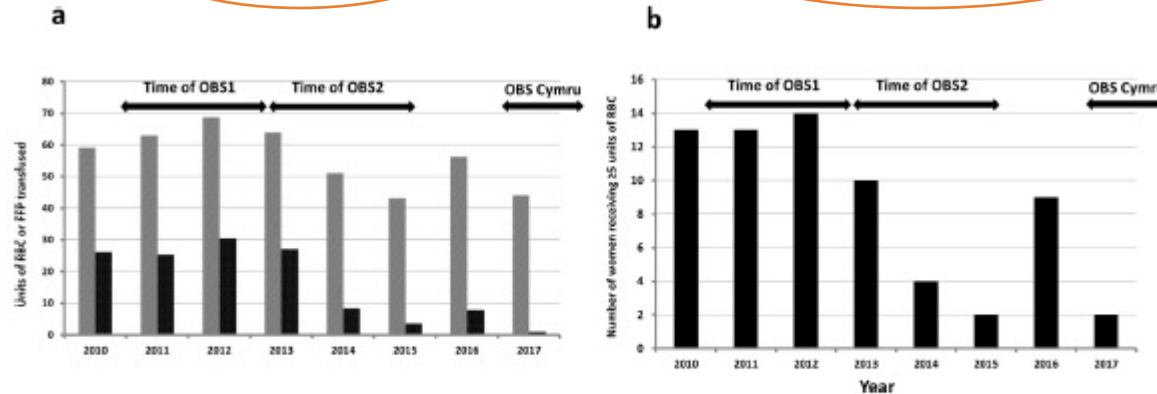 a
Time of OBS1 Time of OBS2 OBS Cymru
80
70
60
50
40
30
20
10
0
Units of RBC or FFP transfused
2010 2011 2012 2013 2014 2015 2016 2017
b
Time of OBS1 Time of OBS2 OBS Cymru
16
14
12
10
8
6
4
2
0
Number of women receiving ≥5 units of RBC
2010 2011 2012 2013 2014 2015 2016 2017
Year